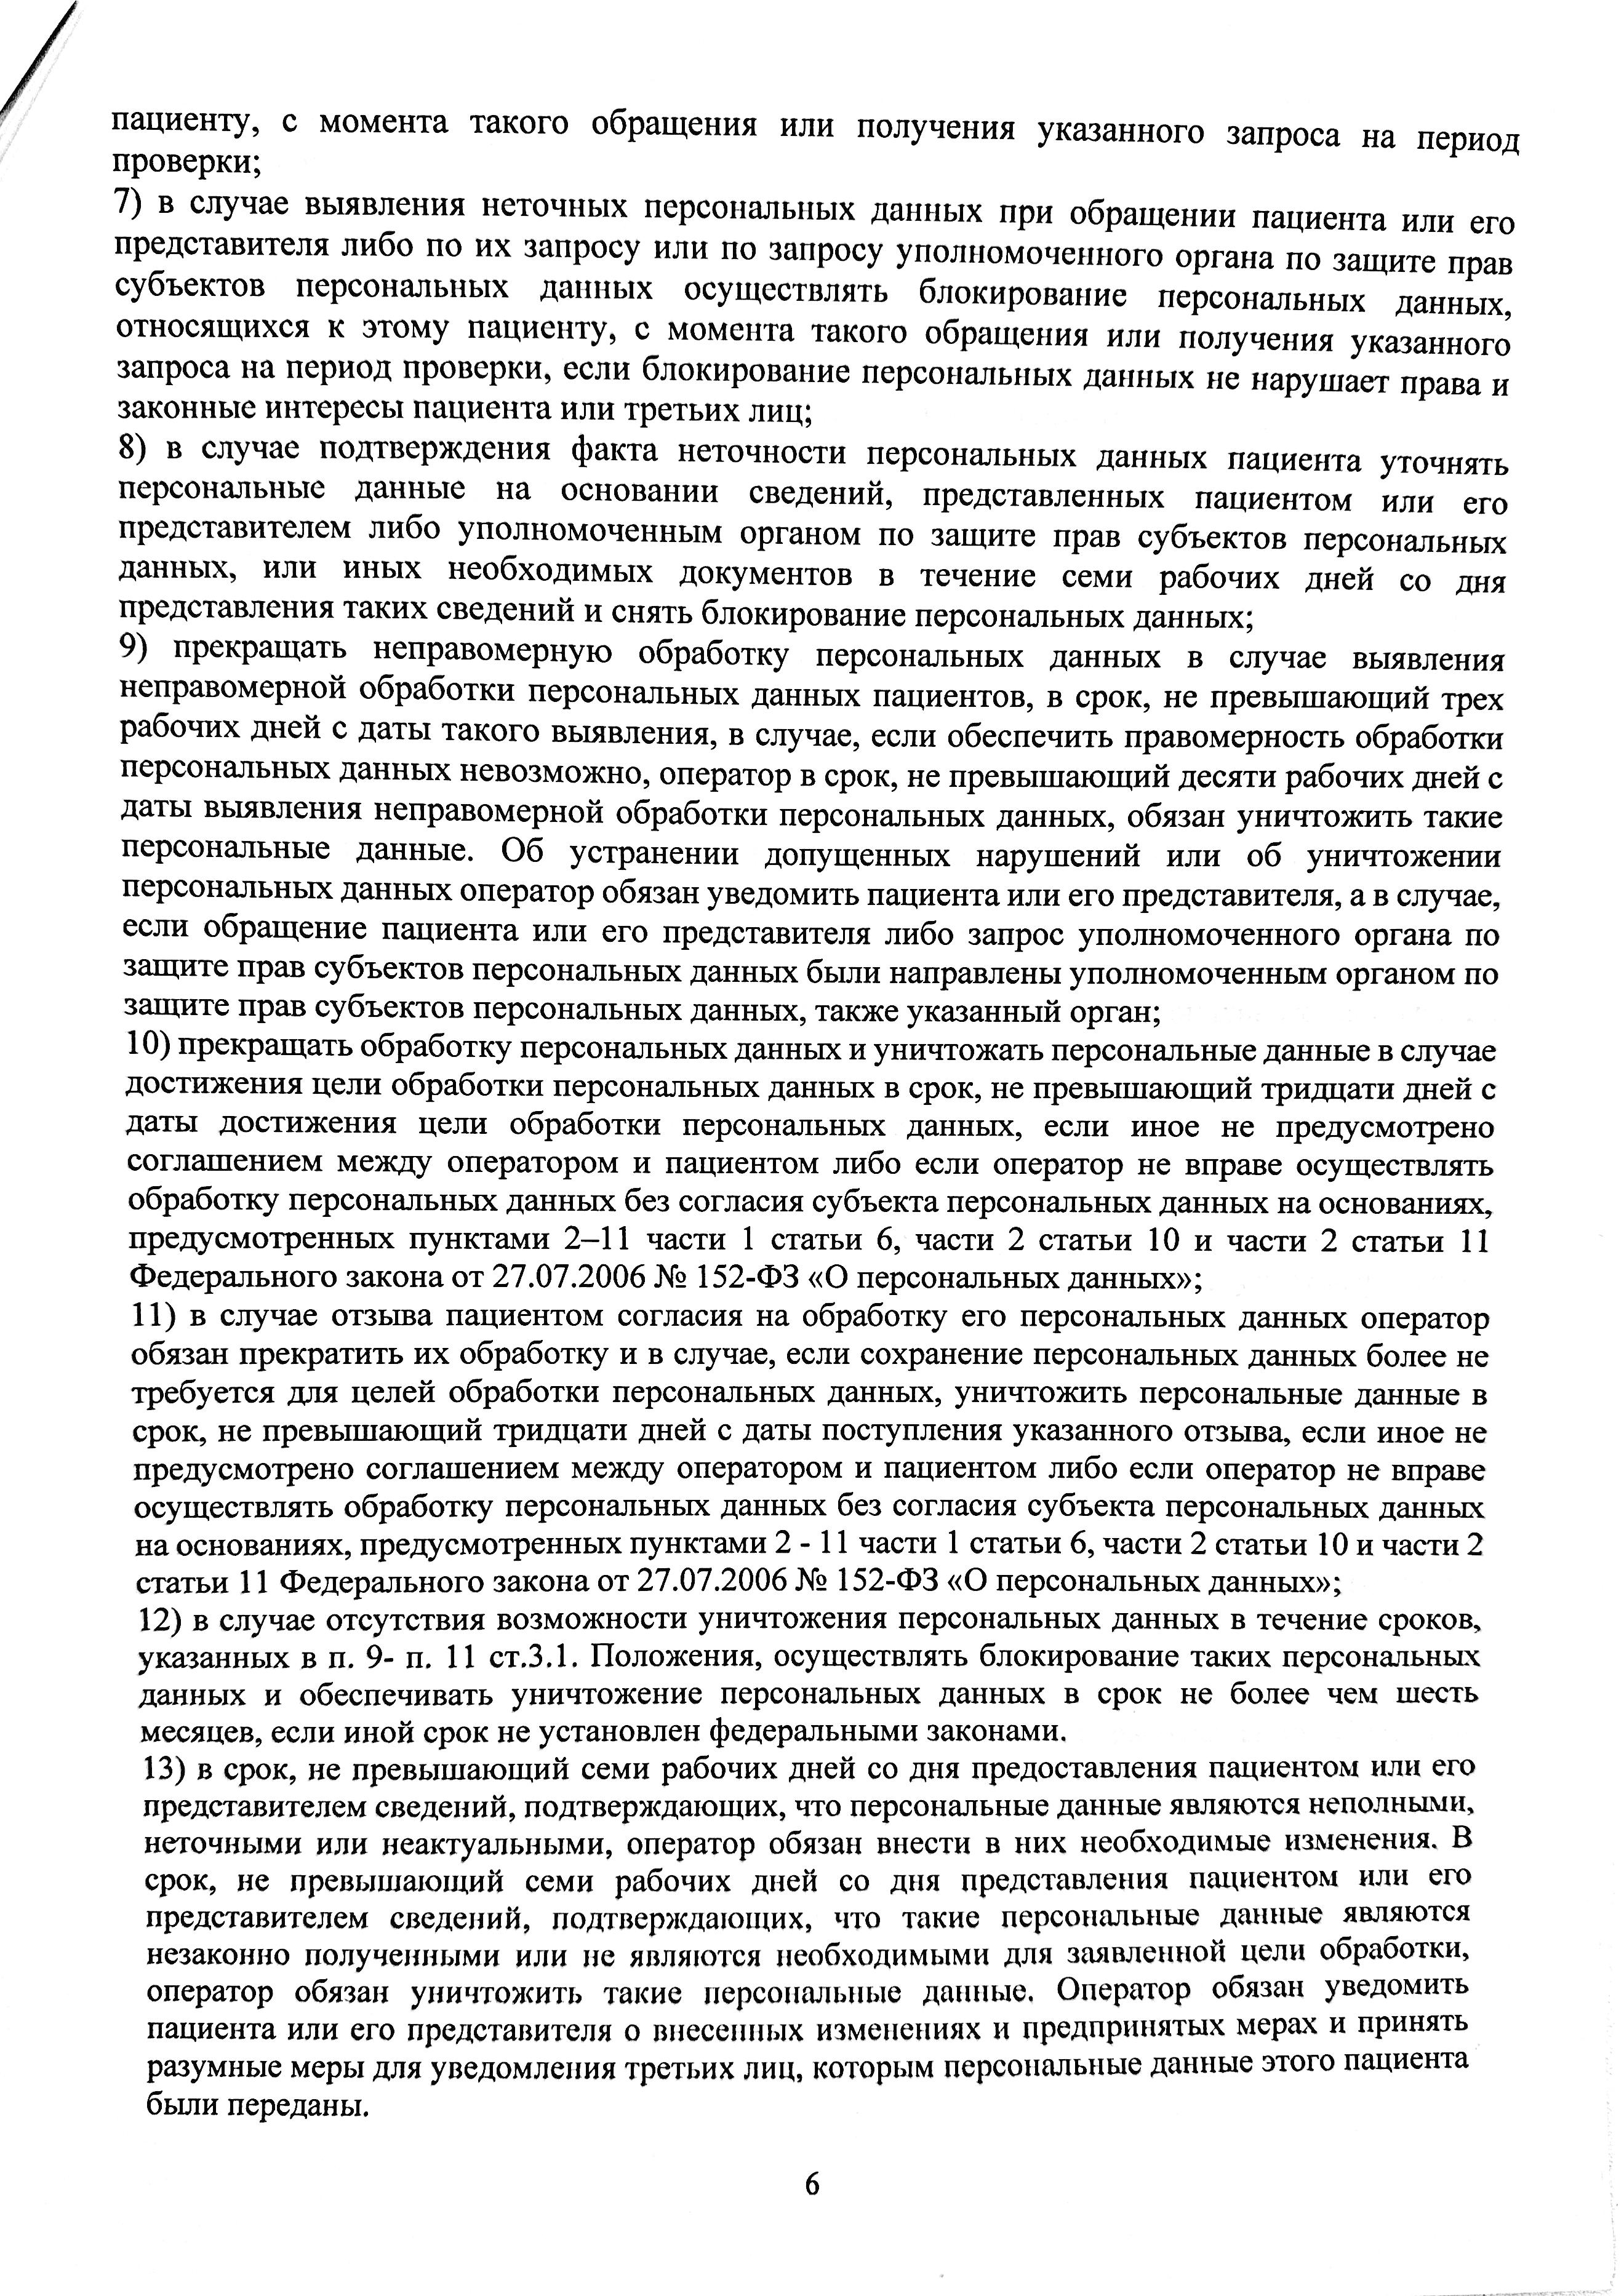 пациенту, с момента такого обращения или получения указанного запроса на период
проверки;
7) в случае выявления неточных персональных данных при обращении пациента или его
представителя либо по их запросу или по запросу уполномоченного органа по защите прав
субъектов персональных данных осуществлять блокирование персональных данных,
относящихся к этому пациенту, с момента такого обращения или получения указанного
запроса на период проверки, если блокирование персональных данных не нарушает права и
законные интересы пациента или третьих лиц;
8) в случае подтверждения факта неточности персональных данных пациента уточнять
персональные данные на основании сведений, представленных пациентом или его
представителем либо уполномоченным органом по защите прав субъектов персональных
данных, или иных необходимых документов в течение семи рабочих дней со дня
представления таких сведений и снять блокирование персональных данных;
9) прекращать неправомерную обработку персональных данных в случае выявления
неправомерной обработки персональных данных пациентов, в срок, не превышающий трех
рабочих дней с даты такого выявления, в случае, если обеспечить правомерность обработки
персональных данных невозможно, оператор в срок, не превышающий десяти рабочих дней с
даты выявления неправомерной обработки персональных данных, обязан уничтожить такие
персональные данные. Об устранении допущенных нарушений или об уничтожении
персональных данных оператор обязан уведомить пациента или его представителя, а в случае,
если обращение пациента или его представителя либо запрос уполномоченного органа по
защите прав субъектов персональных данных были направлены уполномоченным органом по
защите прав субъектов персональных данных, также указанный орган;
10) прекращать обработку персональных данных и уничтожать персональные данные в случае
достижения цели обработки персональных данных в срок, не превышающий тридцати дней с
даты достижения цели обработки персональных данных, если иное не предусмотрено
соглашением между оператором и пациентом либо если оператор не вправе осуществлять
обработку персональных данных без согласия субъекта персональных данных на основаниях,
предусмотренных пунктами 2–11 части 1 статьи 6, части 2 статьи 10 и части 2 статьи 11
Федерального закона от 27.07.2006 № 152-ФЗ «О персональных данных»;
11) в случае отзыва пациентом согласия на обработку его персональных данных оператор
обязан прекратить их обработку и в случае, если сохранение персональных данных более не
требуется для целей обработки персональных данных, уничтожить персональные данные в
срок, не превышающий тридцати дней с даты поступления указанного отзыва, если иное не
предусмотрено соглашением между оператором и пациентом либо если оператор не вправе
осуществлять обработку персональных данных без согласия субъекта персональных данных
на основаниях, предусмотренных пунктами 2 - 11 части 1 статьи 6, части 2 статьи 10 и части 2
статьи 11 Федерального закона от 27.07.2006 № 152-ФЗ «О персональных данных»;
12) в случае отсутствия возможности уничтожения персональных данных в течение сроков,
указанных в п. 9- п. 11 ст.3.1. Положения, осуществлять блокирование таких персональных
данных и обеспечивать уничтожение персональных данных в срок не более чем шесть
месяцев, если иной срок не установлен федеральными законами.
13) в срок, не превышающий семи рабочих дней со дня предоставления пациентом или его
представителем сведений, подтверждающих, что персональные данные являются неполными,
неточными или неактуальными, оператор обязан внести в них необходимые изменения. В
срок, не превышающий семи рабочих дней со дня представления пациентом или его
представителем сведений, подтверждающих, что такие персональные данные являются
незаконно полученными или не являются необходимыми для заявленной цели обработки,
оператор обязан уничтожить такие персональные данные. Оператор обязан уведомить
пациента или его представителя о внесенных изменениях и предпринятых мерах и принять
разумные меры для уведомления третьих лиц, которым персональные данные этого пациента
были переданы.
6